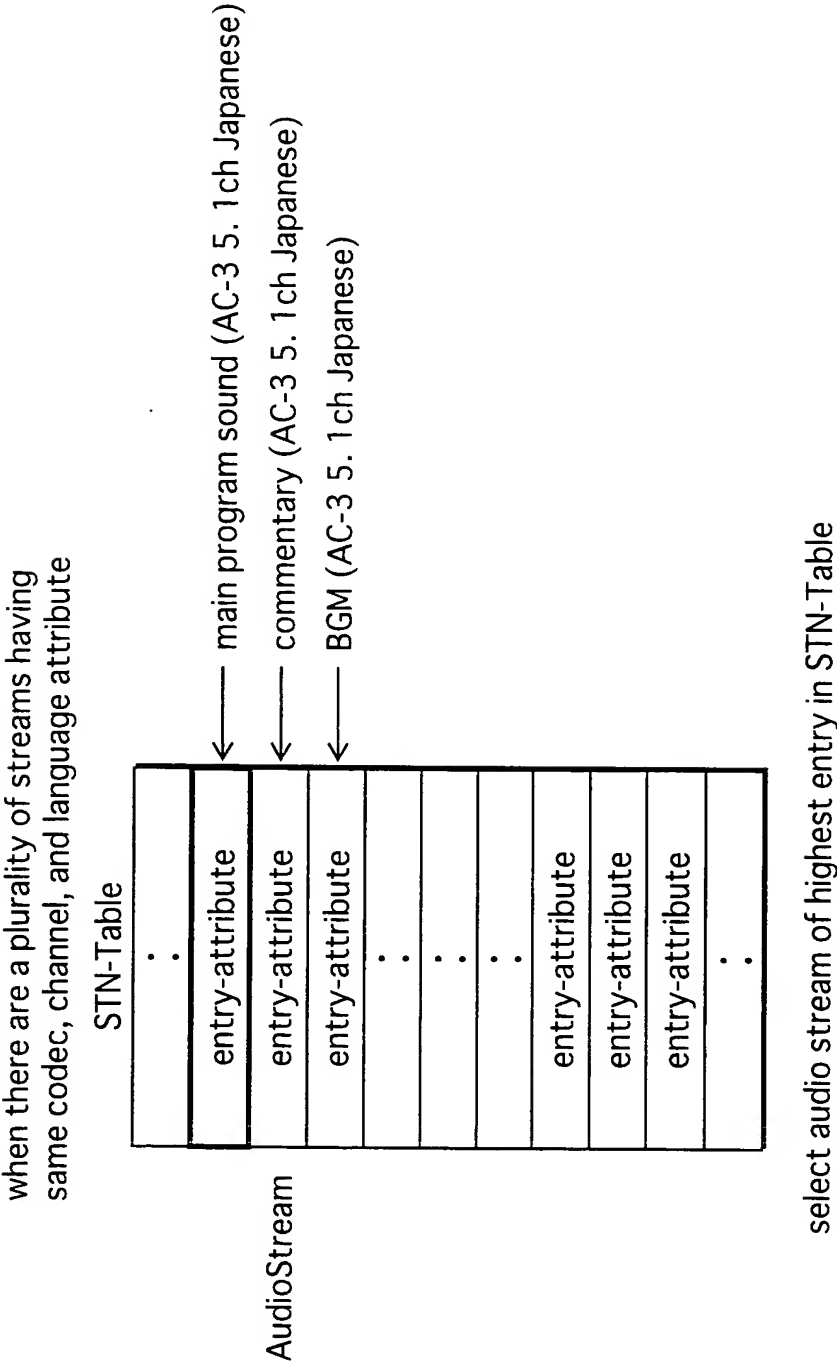 when there are a plurality of streams having
same codec, channel, and language attribute
STN-Table
entry-attribute
main program sound (AC-3 5. 1ch Japanese)
AudioStream
entry-attribute
commentary (AC-3 5. 1ch Japanese)
entry-attribute
BGM (AC-3 5. 1ch Japanese)
entry-attribute
entry-attribute
entry-attribute
select audio stream of highest entry in STN-Table